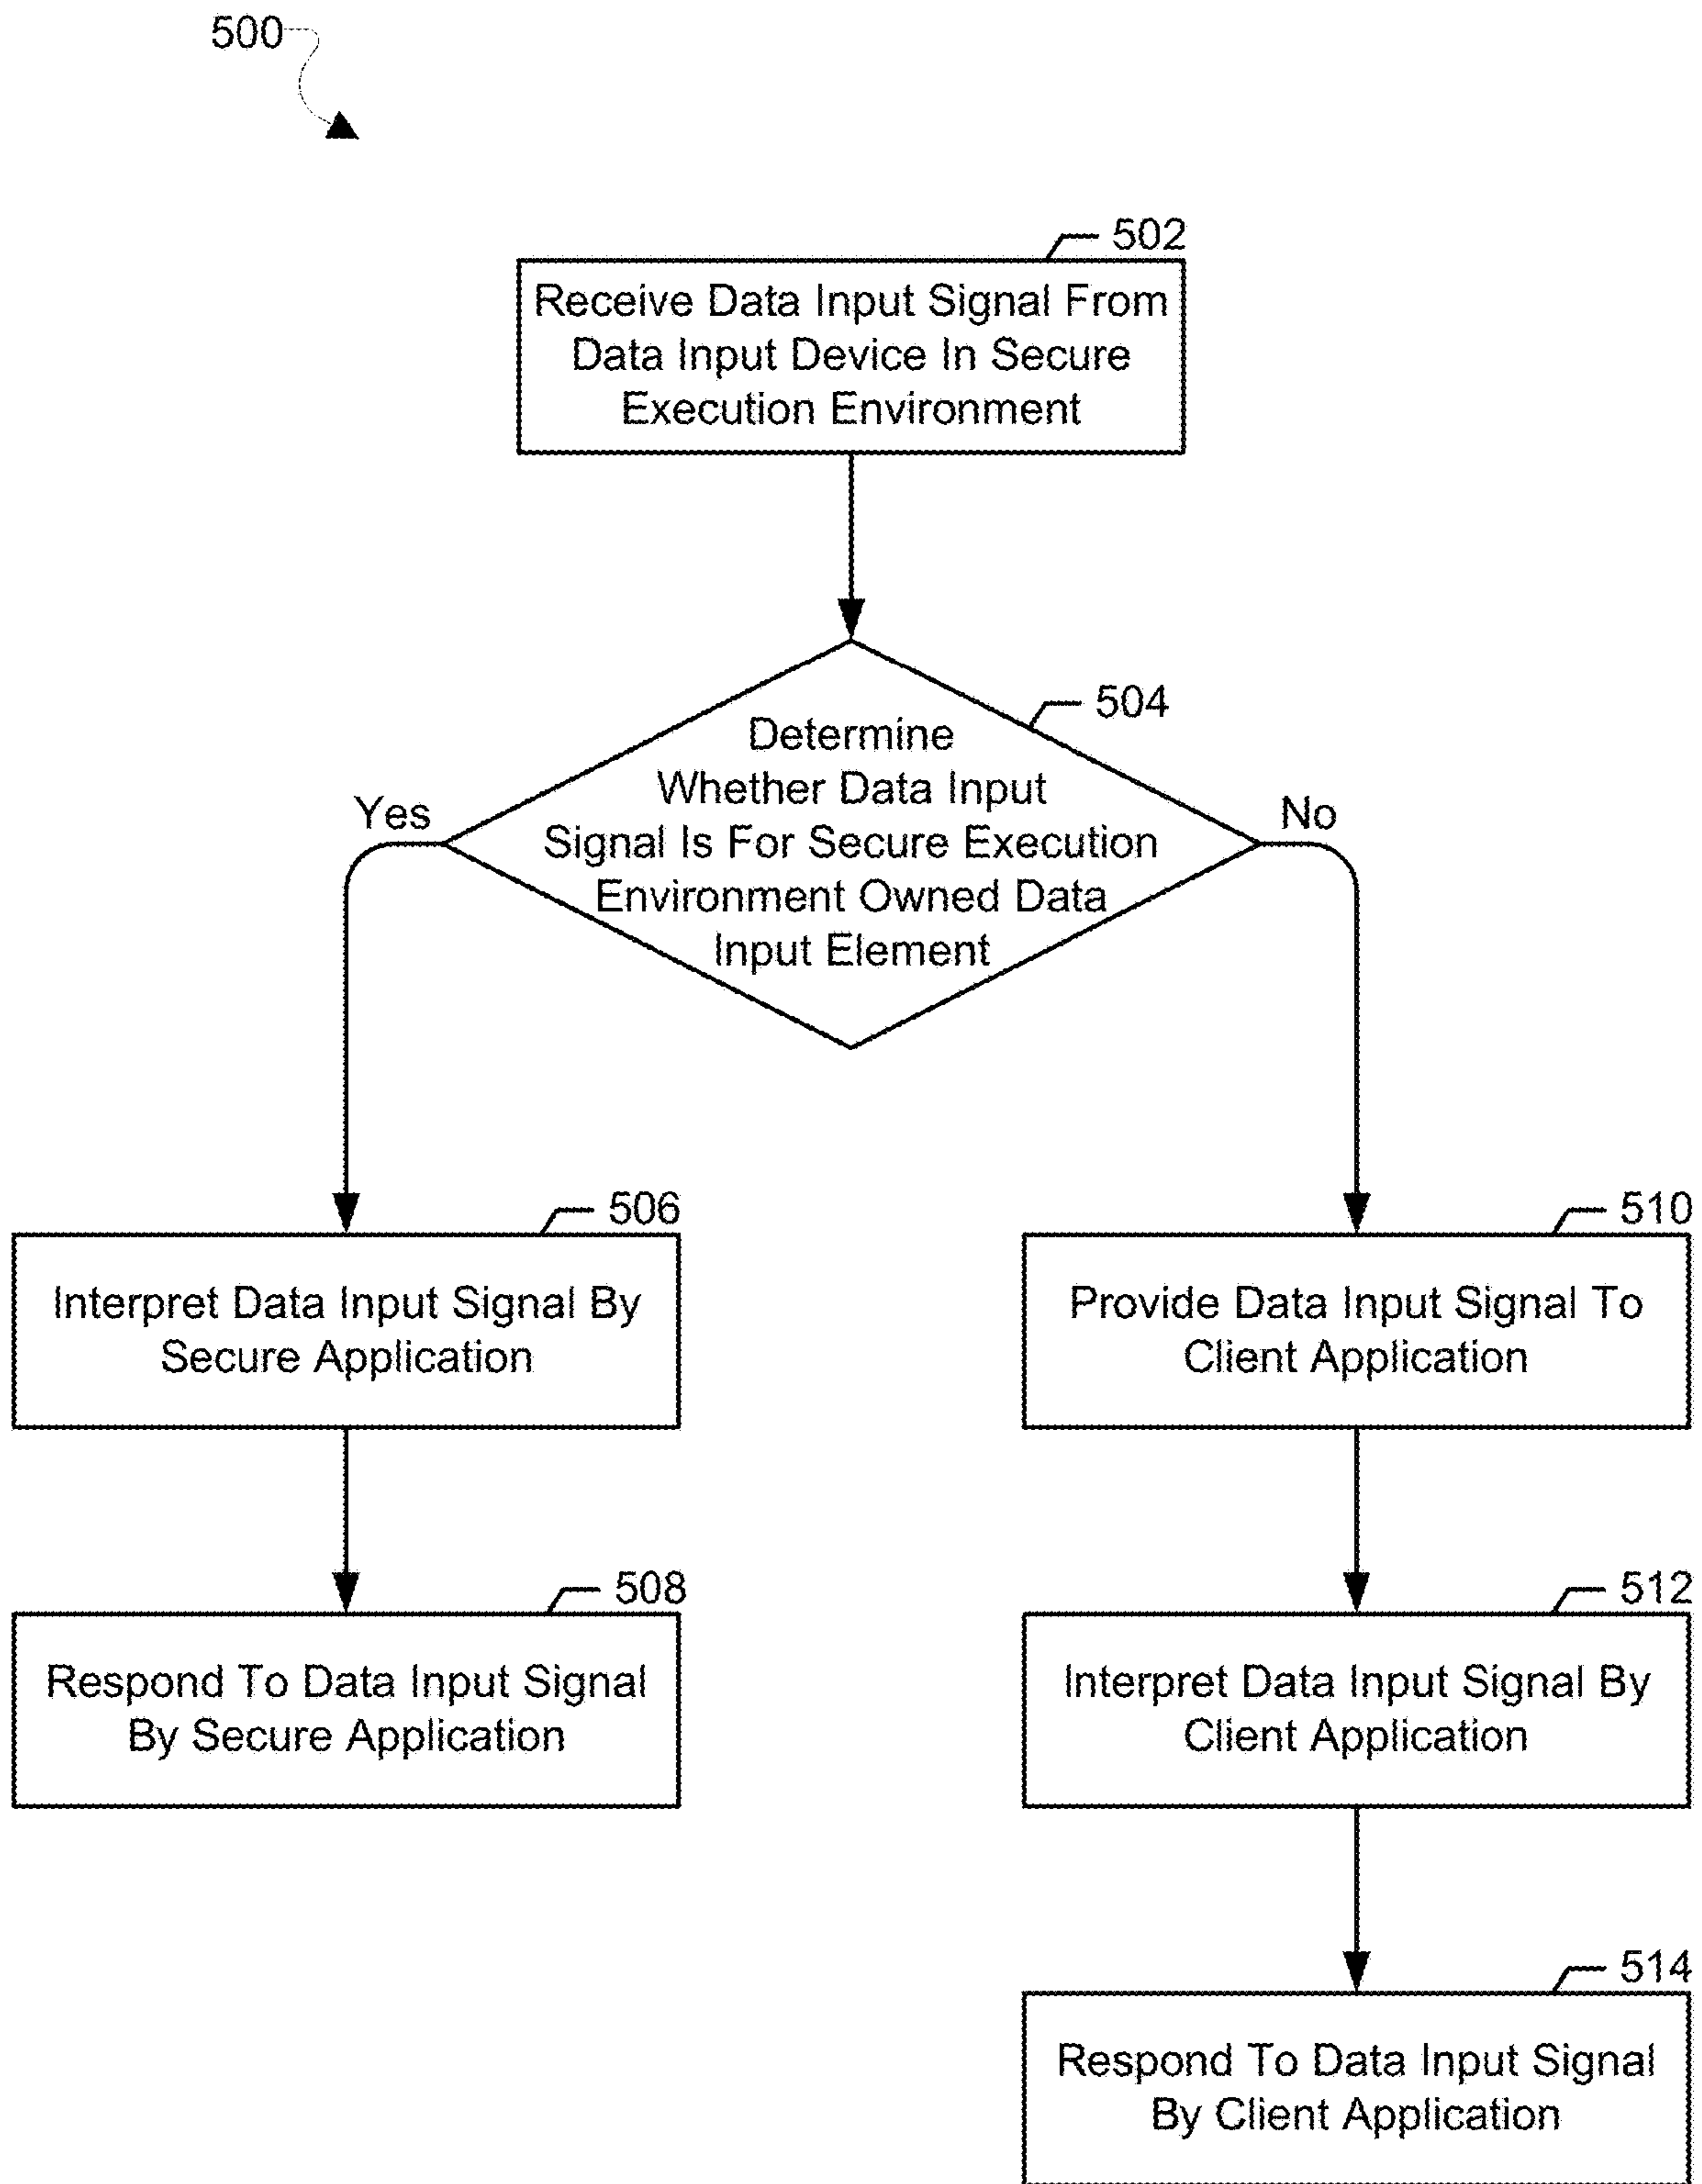 500
502
Receive Data Input Signal From
Data Input Device In Secure
Execution Environment
504
Determine
Whether Data Input
Signal Is For Secure Execution
Environment Owned Data
Input Element
Yes
No
506
Interpret Data Input Signal By
Secure Application
510
Provide Data Input Signal To
Client Application
508
Respond To Data Input Signal
By Secure Application
512
Interpret Data Input Signal By
Client Application
514
Respond To Data Input Signal
By Client Application